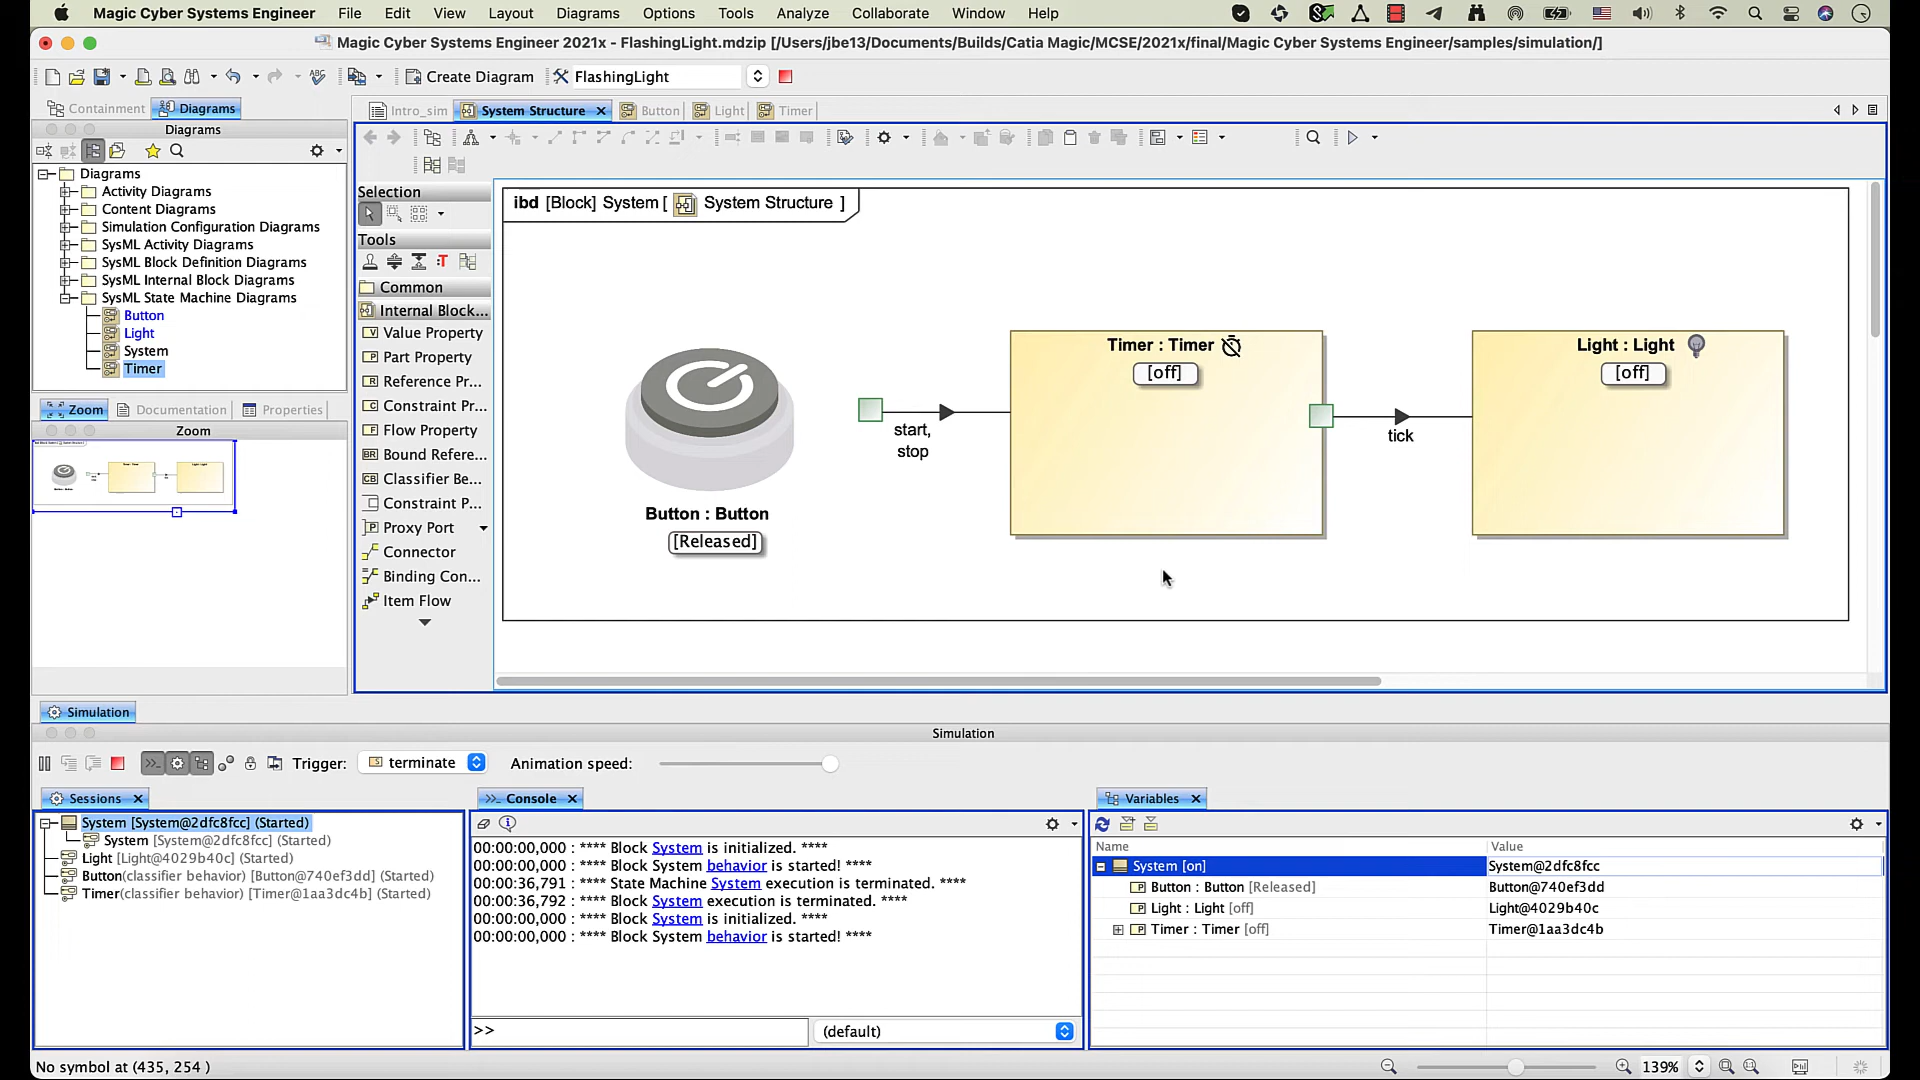 Magic Cyber Systems Engineer File Edit View Layout Diagrams Options Tools Analyze Collaborate Window Help
Magic Cyber Systems Engineer 2021x - FlashingLight.mdzip [/Users/jbe13/Documents/Builds/Catia Magic/MCSE/2021x/final/Magic Cyber Systems Engineer/samples/simulation/]
Create Diagram FlashingLight
Containment Diagrams
Intro_sim System Structure Button Light Timer
Diagrams
Diagrams
Activity Diagrams
Content Diagrams
Simulation Configuration Diagrams
SysML Activity Diagrams
SysML Block Definition Diagrams
SysML Internal Block Diagrams
SysML State Machine Diagrams
Button
Light
System
Timer
Zoom Documentation Properties
Zoom
Selection
Tools
Common
Internal Block...
Value Property
Part Property
Reference Pr...
Constraint Pr...
Flow Property
Bound Refere...
Classifier Be...
Constraint P...
Proxy Port
Connector
Binding Con...
Item Flow
ibd [Block] System [ System Structure ]
Button : Button
[Released]
start,
stop
Timer : Timer
[off]
tick
Light : Light
[off]
Simulation
Simulation
Trigger: terminate Animation speed:
Sessions
System [System@2dfc8fcc] (Started)
System [System@2dfc8fcc] (Started)
Light [Light@4029b40c] (Started)
Button(classifier behavior) [Button@740ef3dd] (Started)
Timer(classifier behavior) [Timer@1aa3dc4b] (Started)
Console
00:00:00,000 : **** Block System is initialized. ****
00:00:00,000 : **** Block System behavior is started! ****
00:00:36,791 : **** State Machine System execution is terminated. ****
00:00:36,792 : **** Block System execution is terminated. ****
00:00:00,000 : **** Block System is initialized. ****
00:00:00,000 : **** Block System behavior is started! ****
>> (default)
Variables
Name Value
System [on] System@2dfc8fcc
Button : Button [Released] Button@740ef3dd
Light : Light [off] Light@4029b40c
Timer : Timer [off] Timer@1aa3dc4b
No symbol at (435, 254 ) 139%